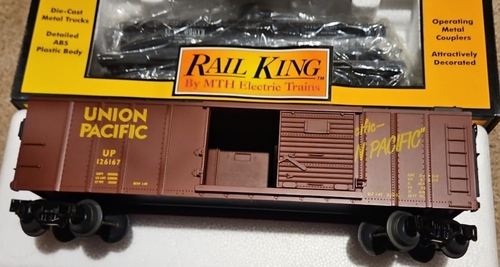 Die-Cast
Metal Trucks
Detailed
ABS
Plastic Body
RAIL KING
By MTH Electric Trains
Operating
Metal
Couplers
Attractively
Decorated
UNION
PACIFIC
UP
126167
PACIFIC"